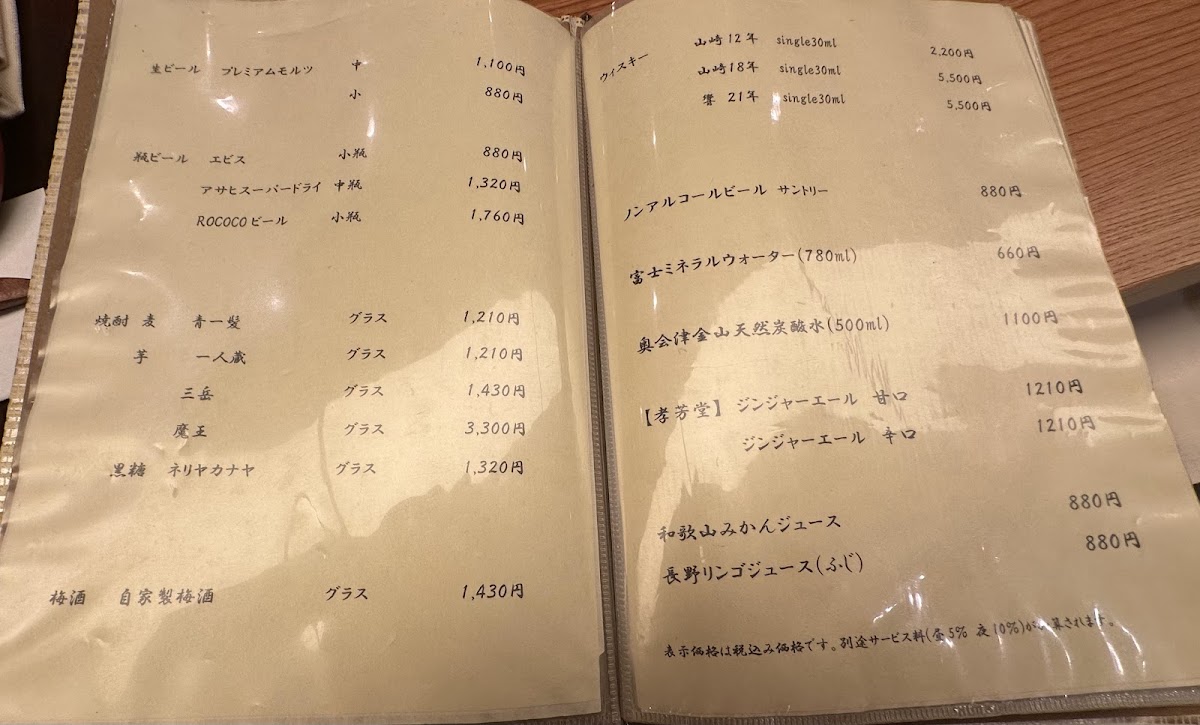 生ビール プレミアムモルツ 中 1,100円
小 880円
瓶ビール エビス 小瓶 880円
アサヒスーパードライ 中瓶 1,320円
ROCOCOビール 小瓶 1,760円
焼酎 麦 青一髪 グラス 1,210円
芋 一人蔵 グラス 1,210円
三岳 グラス 1,430円
魔王 グラス 3,300円
黒糖 ネリヤカナヤ グラス 1,320円
梅酒 自家製梅酒 グラス 1,430円
ウィスキー 山崎12年 single30ml 2,200円
山崎18年 single30ml 5,500円
響 21年 single30ml 5,500円
ノンアルコールビール サントリー 880円
富士ミネラルウォーター(780ml) 660円
奥会津金山天然炭酸水(500ml) 1100円
【孝芳堂】 ジンジャーエール 甘口 1210円
ジンジャーエール 辛口 1210円
和歌山みかんジュース 880円
長野リンゴジュース(ふじ) 880円
表示価格は税込み価格です。別途サービス料(昼5% 夜10%)が加算されます。